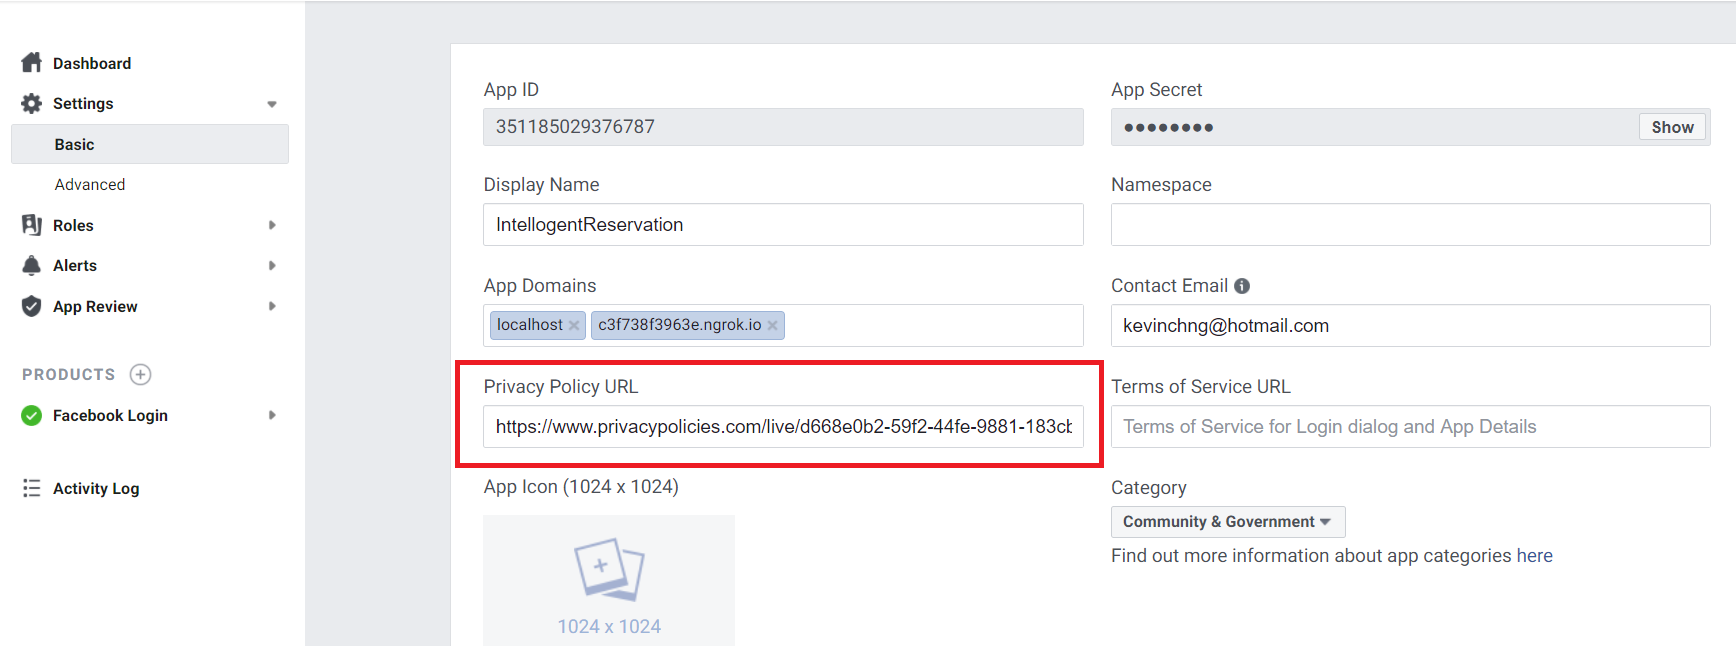 Dashboard
Settings
Basic
Advanced
Roles
Alerts
App Review
PRODUCTS
Facebook Login
Activity Log
App ID
351185029376787
App Secret
●●●●●●●●
Show
Display Name
IntellogentReservation
Namespace
App Domains
localhost
c3f738f3963e.ngrok.io
Contact Email
kevinchng@hotmail.com
Privacy Policy URL
https://www.privacypolicies.com/live/d668e0b2-59f2-44fe-9881-183cb
Terms of Service URL
Terms of Service for Login dialog and App Details
App Icon (1024 x 1024)
1024 x 1024
Category
Community & Government
Find out more information about app categories here